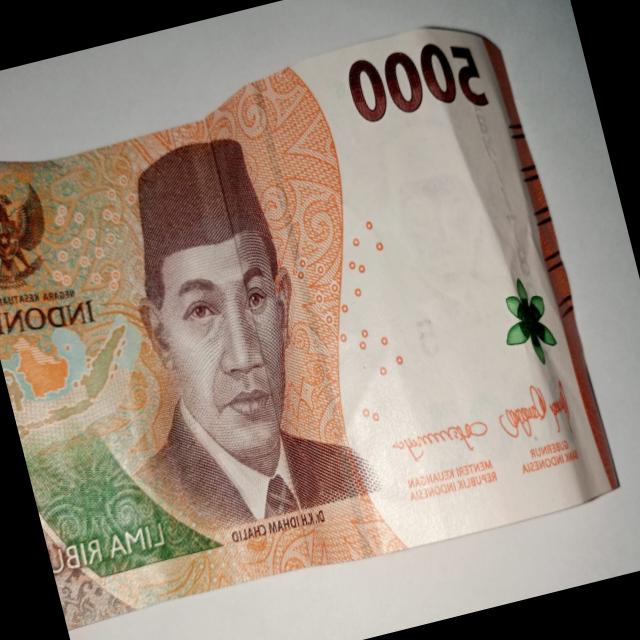 5000
NEGARA KESATUAN
INDONE
LIMA RIBU
Dr. K.H. IDHAM CHALID
GUBERNUR
BANK INDONESIA
MENTERI KEUANGAN
REPUBLIK INDONESIA